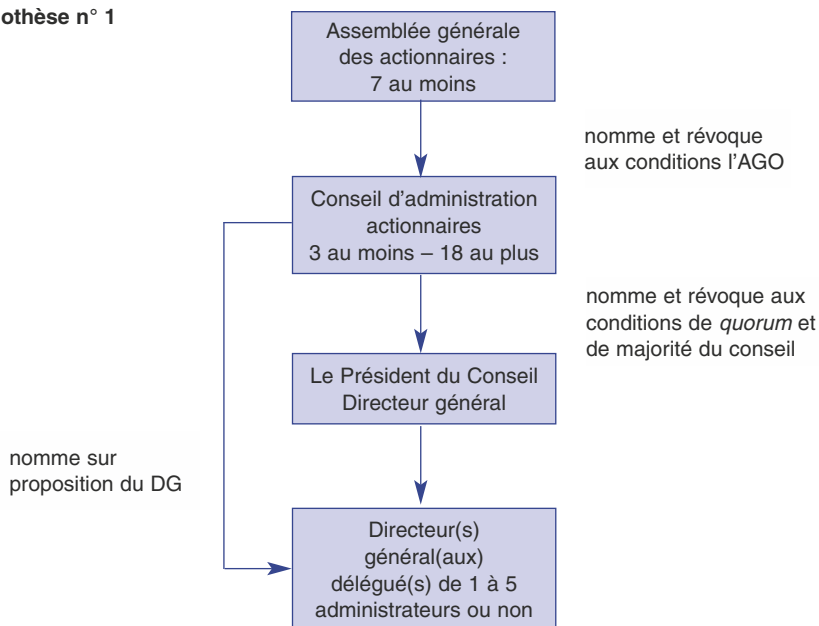 othèse n° 1
Assemblée générale
des actionnaires :
7 au moins
nomme et révoque
aux conditions l'AGO
Conseil d'administration
actionnaires
3 au moins – 18 au plus
nomme et révoque aux
conditions de quorum et
de majorité du conseil
Le Président du Conseil
Directeur général
nomme sur
proposition du DG
Directeur(s)
général(aux)
délégué(s) de 1 à 5
administrateurs ou non